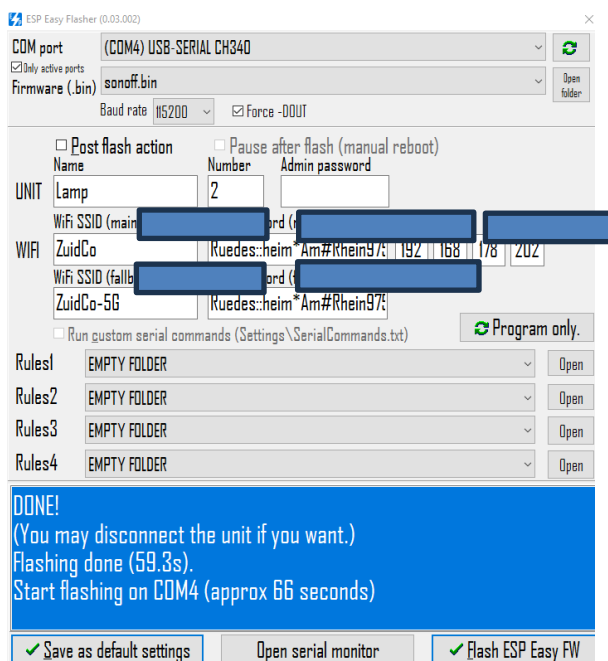 ESP Easy Flasher (0.03.002)
COM port (COM4) USB-SERIAL CH340
Only active ports
Firmware (.bin) sonoff.bin Open folder
Baud rate 115200 Force -DOUT
Post flash action Pause after flash (manual reboot)
Name Number Admin password
UNIT Lamp 2
WiFi SSID (main
WIFI ZuidCo Ruedes::heim*Am#Rhein975 192 168 178 202
WiFi SSID (fallb
ZuidCo-5G Ruedes::heim*Am#Rhein975
Run custom serial commands (Settings\SerialCommands.txt) Program only.
Rules1 EMPTY FOLDER Open
Rules2 EMPTY FOLDER Open
Rules3 EMPTY FOLDER Open
Rules4 EMPTY FOLDER Open
DONE!
(You may disconnect the unit if you want.)
Flashing done (59.3s).
Start flashing on COM4 (approx 66 seconds)
Save as default settings Open serial monitor Flash ESP Easy FW